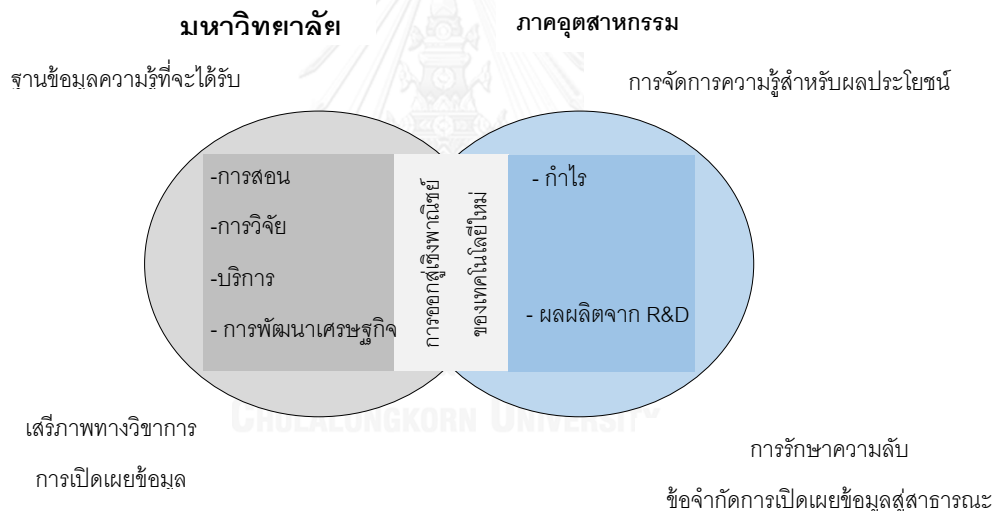 มหาวิทยาลัย
ภาคอุตสาหกรรม
ฐานข้อมูลความรู้ที่จะได้รับ
การจัดการความรู้สำหรับผลประโยชน์
-การสอน
-การวิจัย
-บริการ
- การพัฒนาเศรษฐกิจ
การออกสู่เชิงพาณิชย์
ของเทคโนโลยีใหม่
- กำไร
- ผลผลิตจาก R&D
CHULALONGKORN UNIVERSITY
เสรีภาพทางวิขาการ
การเปิดเผยข้อมูล
การรักษาความลับ
ข้อจำกัดการเปิดเผยข้อมูลสู่สาธารณะ